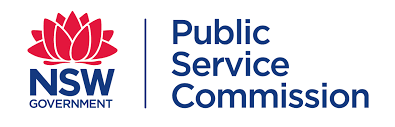 NSW
GOVERNMENT
Public
Service
Commission